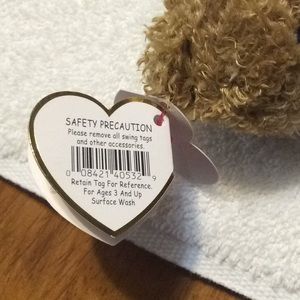 SAFETY PRECAUTION
Please remove all swing tags
and other accessories.
0 08421 40532 9
Retain Tag For Reference.
For Ages 3 And Up
Surface Wash